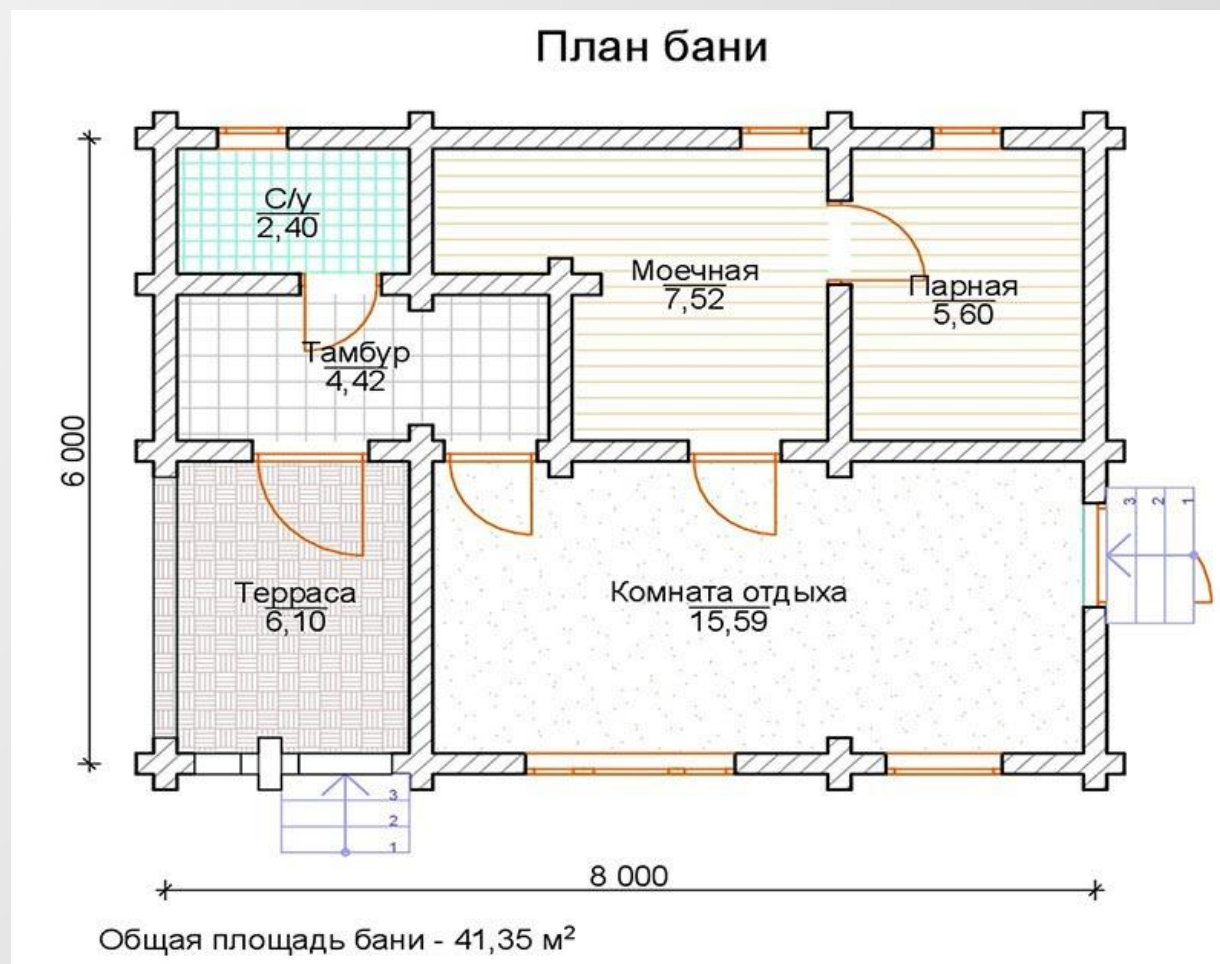 План бани
С/у
2,40
Моечная
7,52
Парная
5,60
Тамбур
4,42
6 000
3
2
1
Терраса
6,10
Комната отдыха
15,59
3
2
1
8 000
Общая площадь бани - 41,35 м²